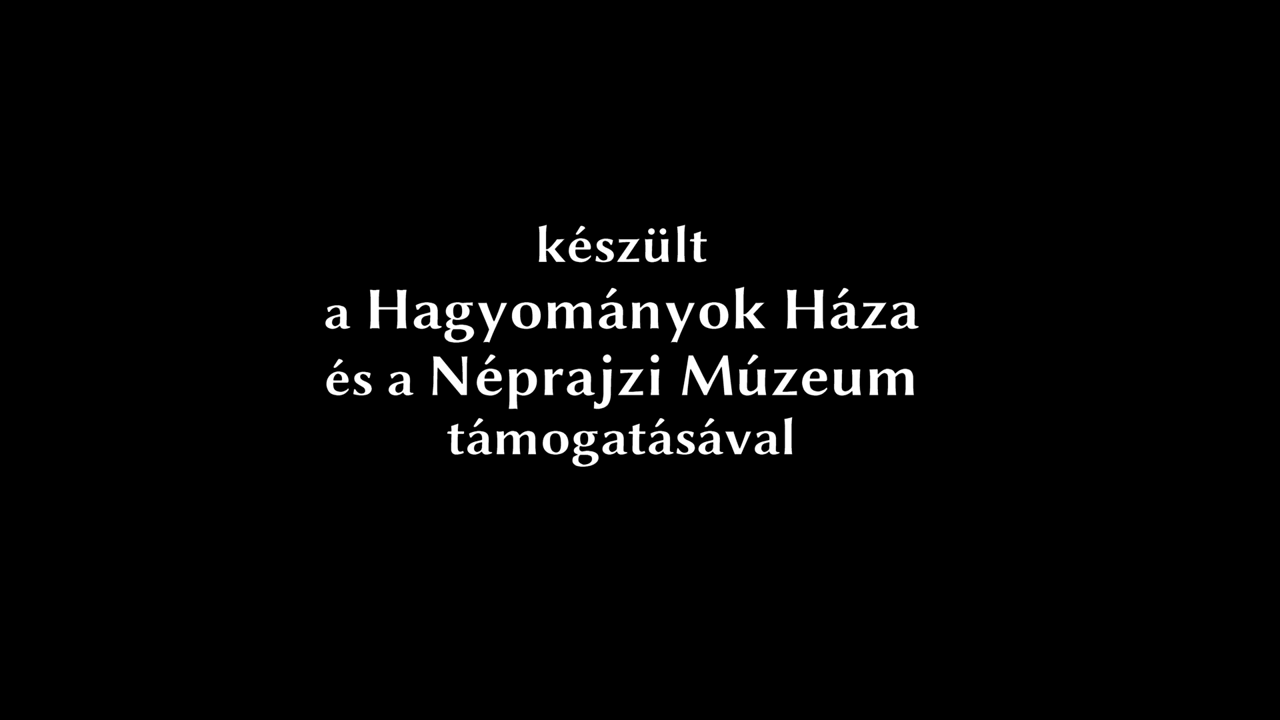 készült
a Hagyományok Háza
és a Néprajzi Múzeum
támogatásával